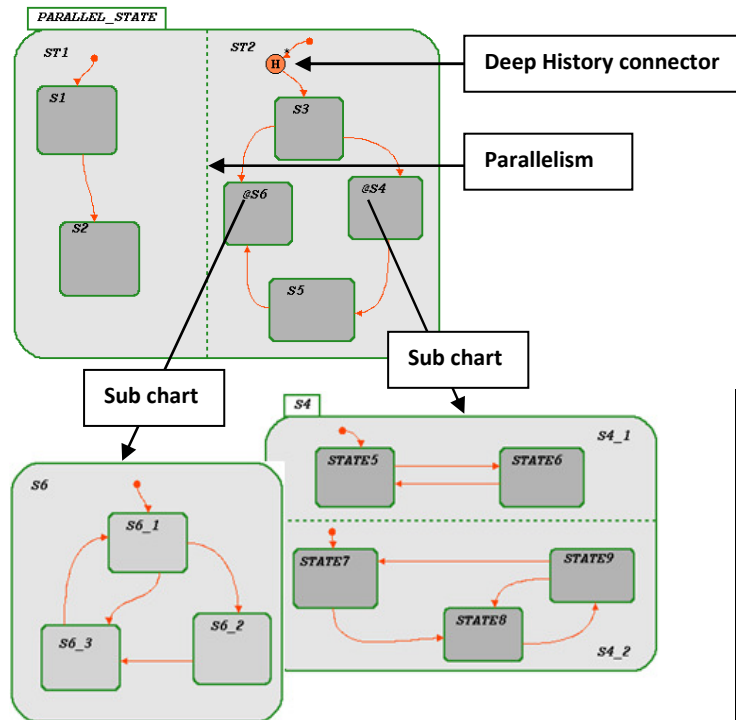 PARALLEL_STATE
ST1
ST2
*
H
Deep History connector
S1
S3
Parallelism
@S6
@S4
S2
S5
Sub chart
Sub chart
S4
S4_1
STATE5
STATE6
S6
S6_1
STATE7
STATE9
STATE8
S6_2
S6_3
S4_2